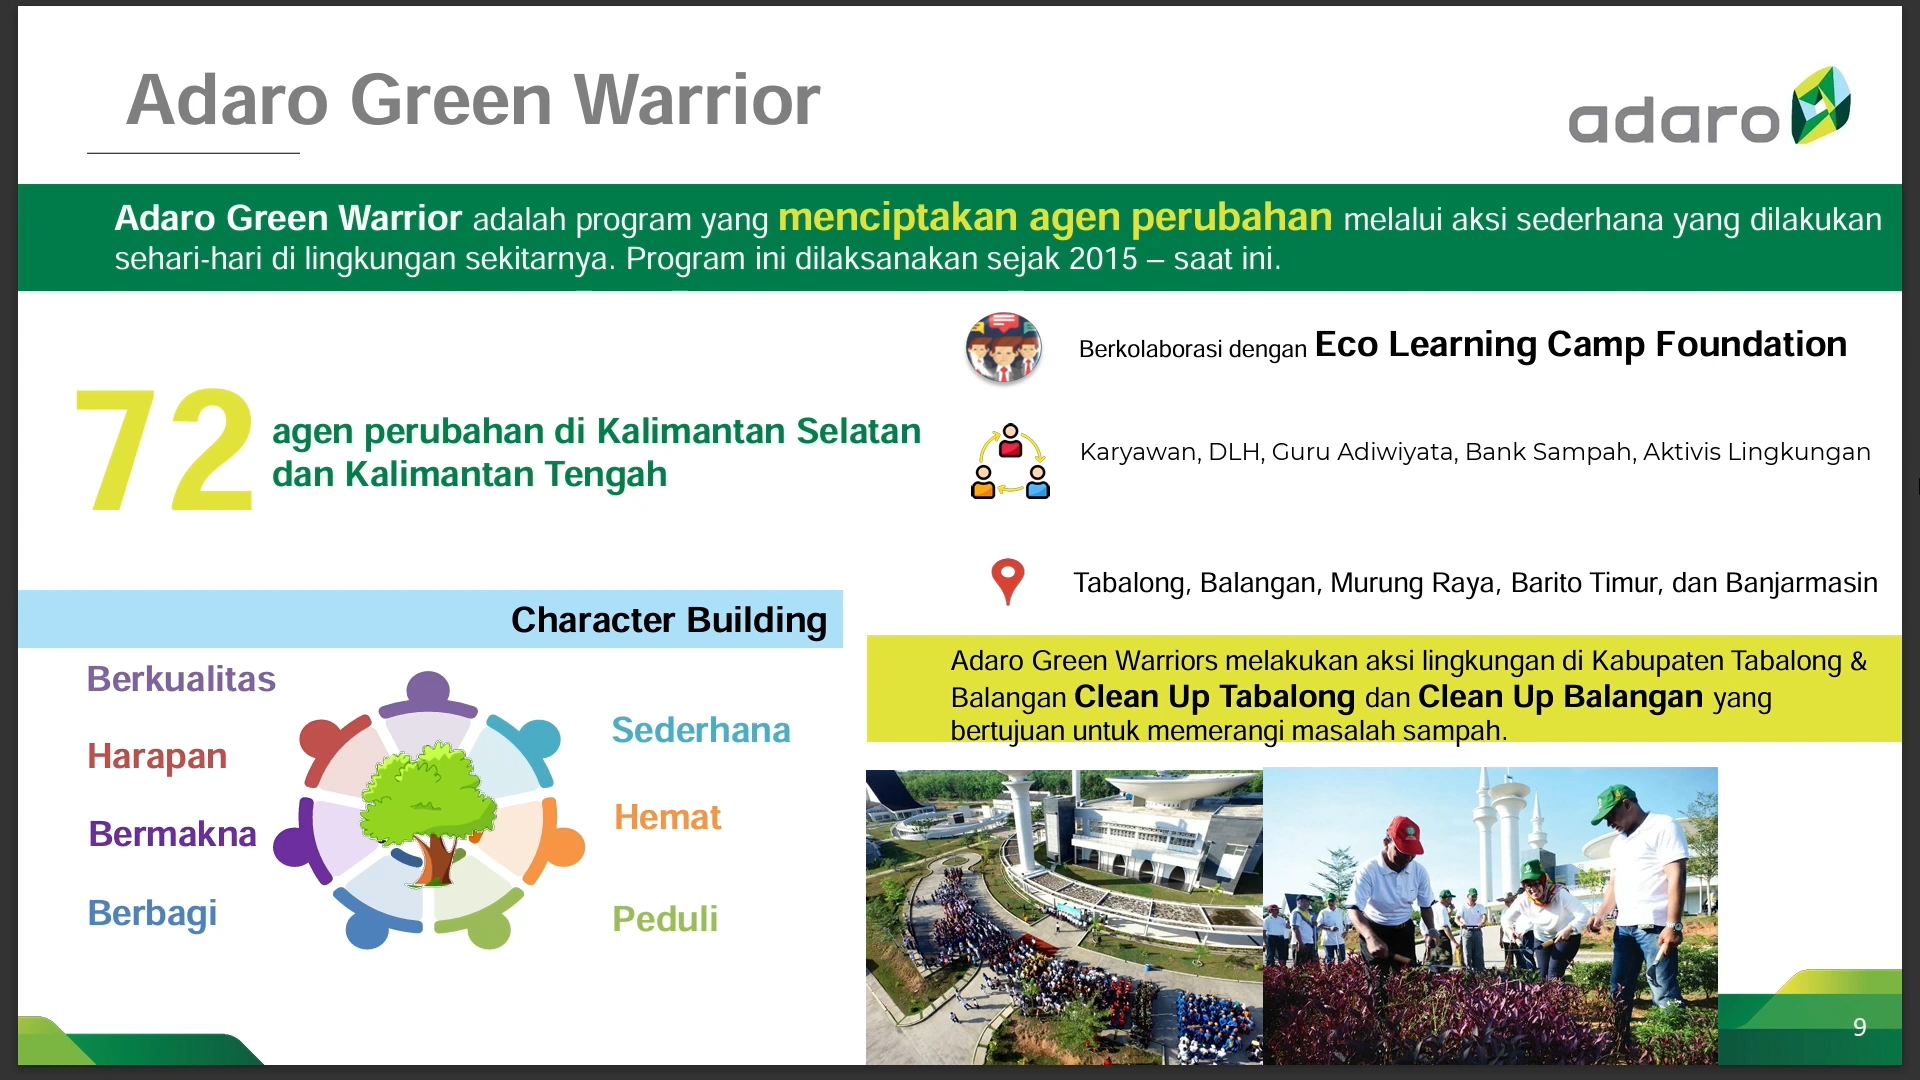 Adaro Green Warrior
adaro
Adaro Green Warrior adalah program yang menciptakan agen perubahan melalui aksi sederhana yang dilakukan
sehari-hari di lingkungan sekitarnya. Program ini dilaksanakan sejak 2015 – saat ini.
72
agen perubahan di Kalimantan Selatan
dan Kalimantan Tengah
Berkolaborasi dengan Eco Learning Camp Foundation
Karyawan, DLH, Guru Adiwiyata, Bank Sampah, Aktivis Lingkungan
Tabalong, Balangan, Murung Raya, Barito Timur, dan Banjarmasin
Character Building
Berkualitas
Harapan
Bermakna
Berbagi
Sederhana
Hemat
Peduli
Adaro Green Warriors melakukan aksi lingkungan di Kabupaten Tabalong &
Balangan Clean Up Tabalong dan Clean Up Balangan yang
bertujuan untuk memerangi masalah sampah.
9